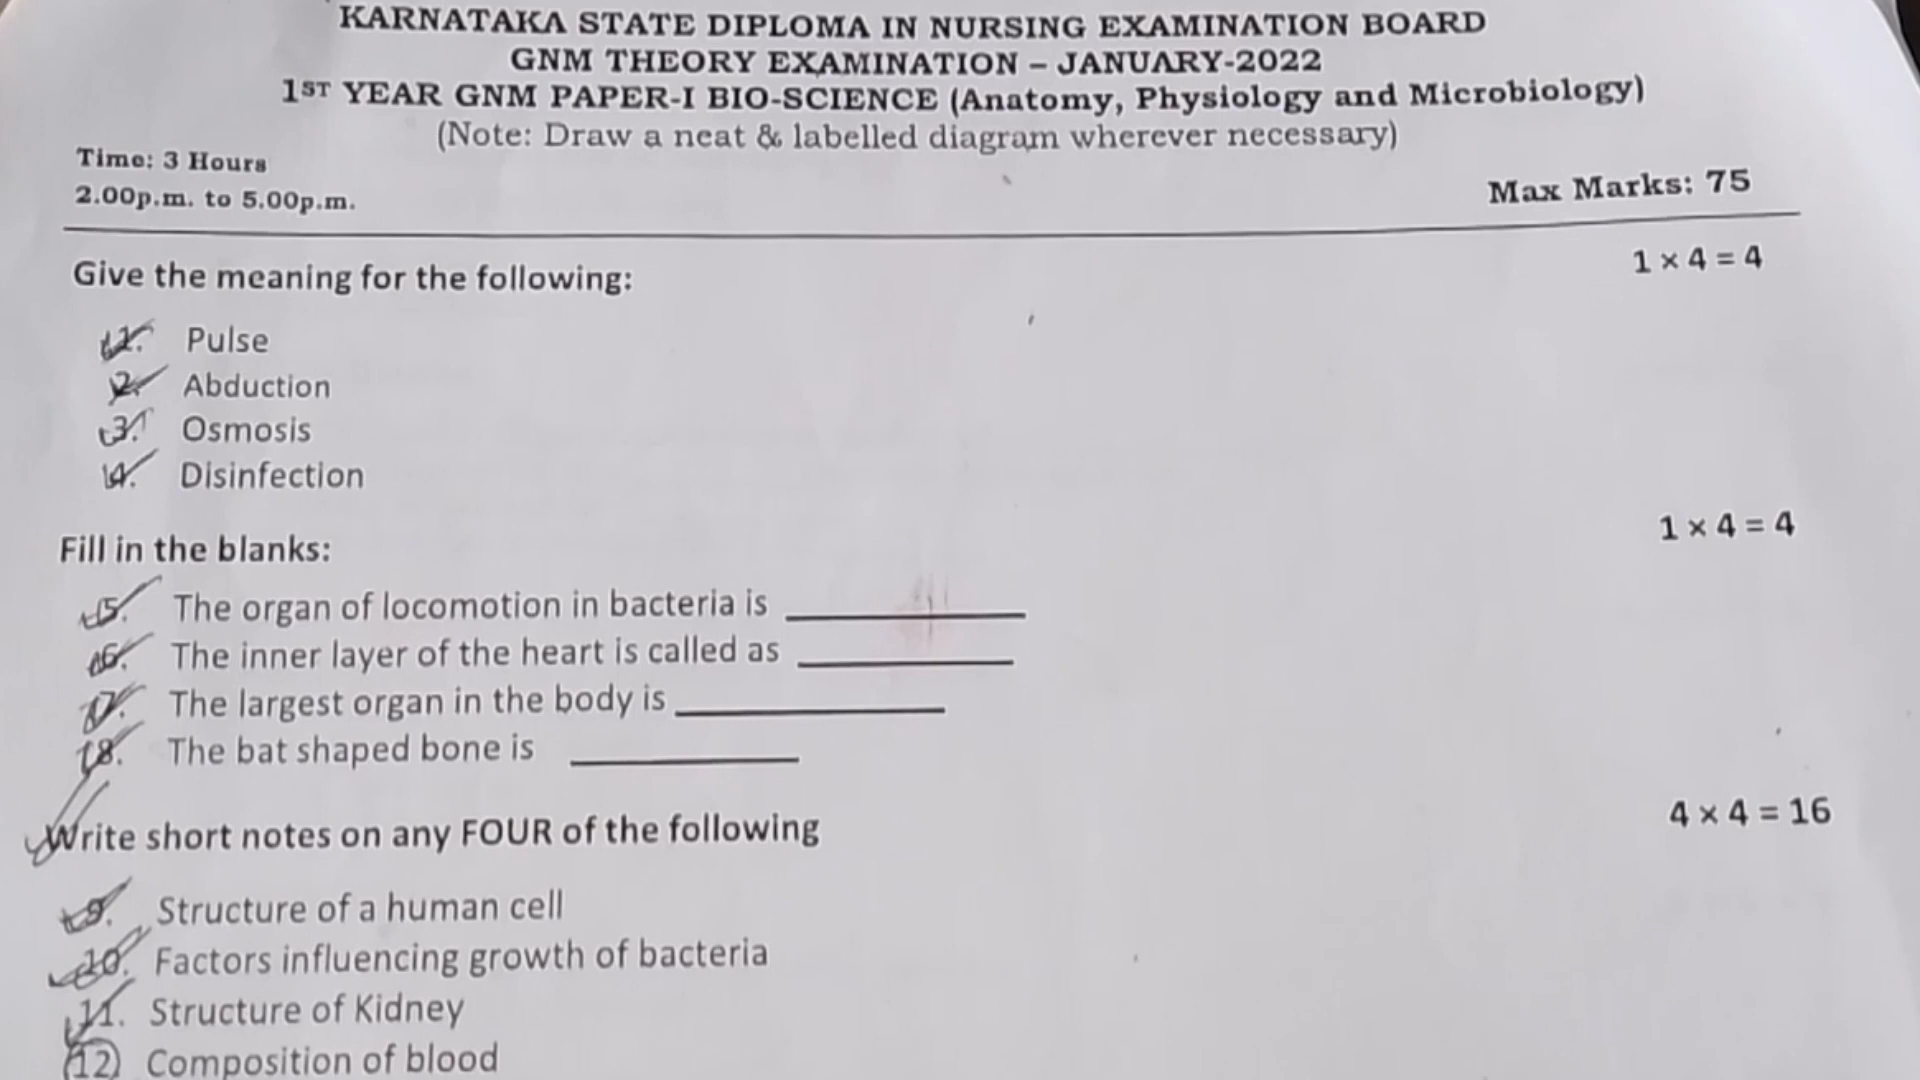 KARNATAKA STATE DIPLOMA IN NURSING EXAMINATION BOARD
GNM THEORY EXAMINATION – JANUARY-2022
1ST YEAR GNM PAPER-I BIO-SCIENCE (Anatomy, Physiology and Microbiology)
(Note: Draw a neat & labelled diagram wherever necessary)
Time: 3 Hours
2.00p.m. to 5.00p.m.
Max Marks: 75
Give the meaning for the following: 1 × 4 = 4
1. Pulse
2. Abduction
3. Osmosis
4. Disinfection
Fill in the blanks: 1 × 4 = 4
5. The organ of locomotion in bacteria is ____________
6. The inner layer of the heart is called as ____________
7. The largest organ in the body is ____________
8. The bat shaped bone is ____________
Write short notes on any FOUR of the following 4 × 4 = 16
9. Structure of a human cell
10. Factors influencing growth of bacteria
11. Structure of Kidney
12 Composition of blood